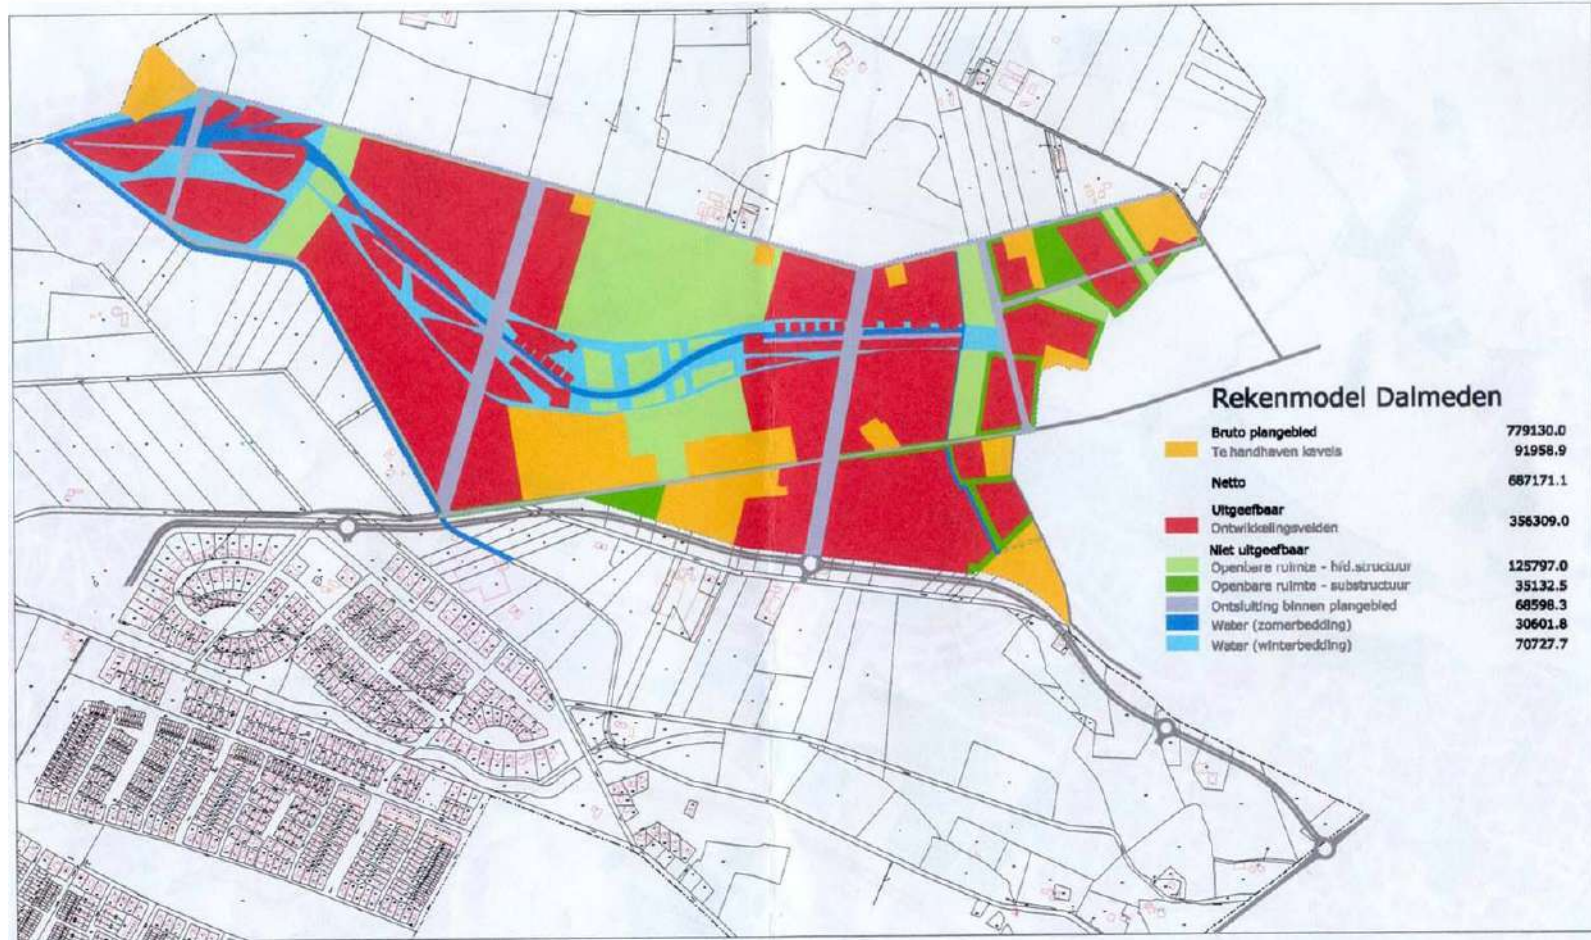 Rekenmodel Dalmeden
Bruto plangebied 779130.0
Te handhaven kavels 91958.9
Netto 687171.1
Uitgeefbaar
Ontwikkelingsvelden 356309.0
Niet uitgeefbaar
Openbare ruimte - hfd.structuur 125797.0
Openbare ruimte - substructuur 35132.5
Ontsluiting binnen plangebied 68598.3
Water (zomerbedding) 30601.8
Water (winterbedding) 70727.7